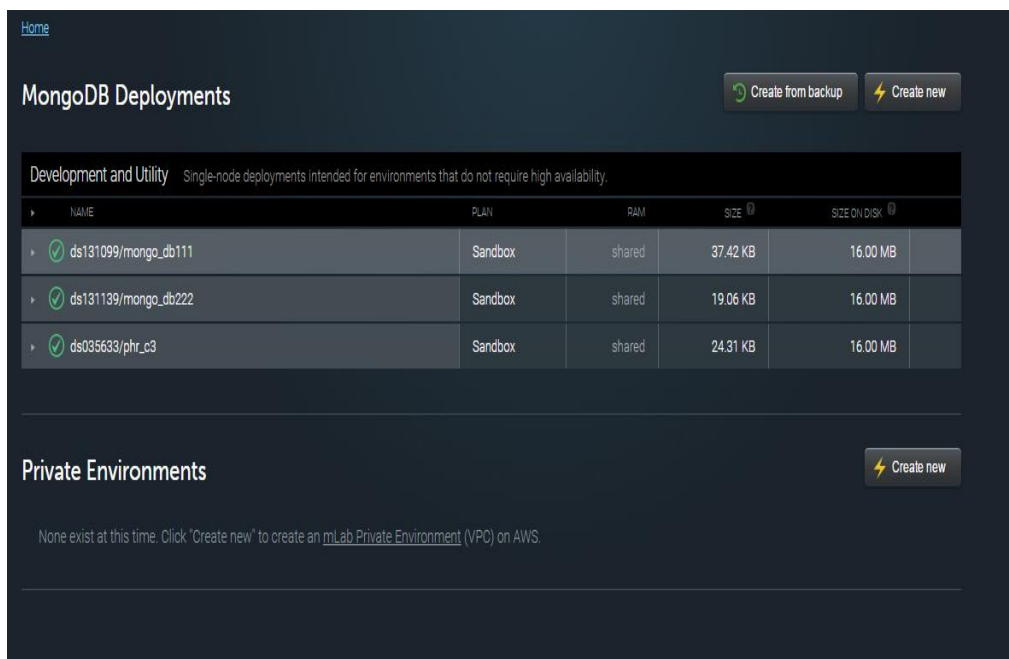 Home
MongoDB Deployments
Create from backup
Create new
Development and Utility Single-node deployments intended for environments that do not require high availability.
NAME PLAN RAM SIZE ? SIZE ON DISK ?
ds131099/mongo_db111 Sandbox shared 37.42 KB 16.00 MB
ds131139/mongo_db222 Sandbox shared 19.06 KB 16.00 MB
ds035633/phr_c3 Sandbox shared 24.31 KB 16.00 MB
Private Environments
Create new
None exist at this time. Click "Create new" to create an mLab Private Environment (VPC) on AWS.